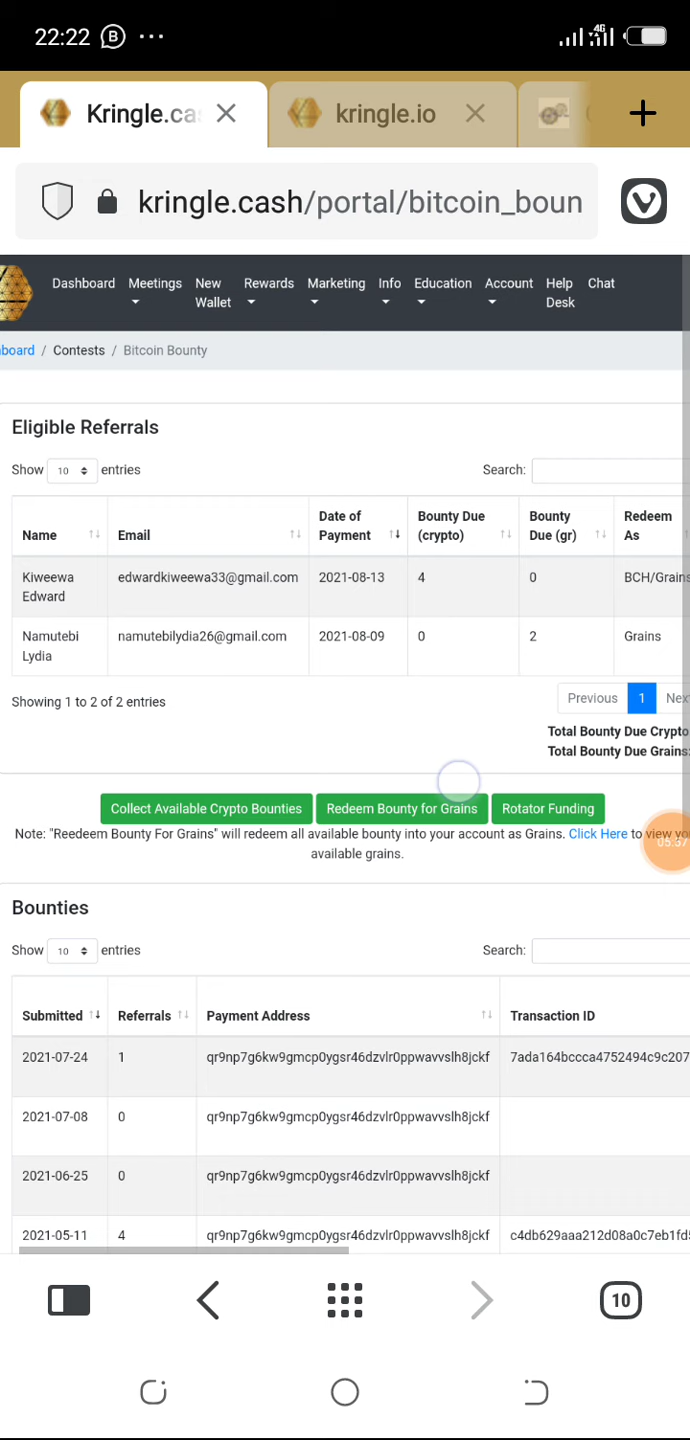 22:22 B ... 4G
Kringle.ca kringle.io
kringle.cash/portal/bitcoin_boun
Dashboard Meetings New Wallet Rewards Marketing Info Education Account Help Desk Chat
board / Contests / Bitcoin Bounty
Eligible Referrals
Show 10 entries Search:
Name Email Date of Payment Bounty Due (crypto) Bounty Due (gr) Redeem As
Kiweewa Edward edwardkiweewa33@gmail.com 2021-08-13 4 0 BCH/Grains
Namutebi Lydia namutebilydia26@gmail.com 2021-08-09 0 2 Grains
Showing 1 to 2 of 2 entries Previous 1 Nex
Total Bounty Due Crypto
Total Bounty Due Grains:
Collect Available Crypto Bounties Redeem Bounty for Grains Rotator Funding
Note: "Reedeem Bounty For Grains" will redeem all available bounty into your account as Grains. Click Here to view yo
available grains.
05:37
Bounties
Show 10 entries Search:
Submitted Referrals Payment Address Transaction ID
2021-07-24 1 qr9np7g6kw9gmcp0ygsr46dzvlr0ppwavvslh8jckf 7ada164bccca4752494c9c207
2021-07-08 0 qr9np7g6kw9gmcp0ygsr46dzvlr0ppwavvslh8jckf
2021-06-25 0 qr9np7g6kw9gmcp0ygsr46dzvlr0ppwavvslh8jckf
2021-05-11 4 qr9np7g6kw9gmcp0ygsr46dzvlr0ppwavvslh8jckf c4db629aaa212d08a0c7eb1fd5
10